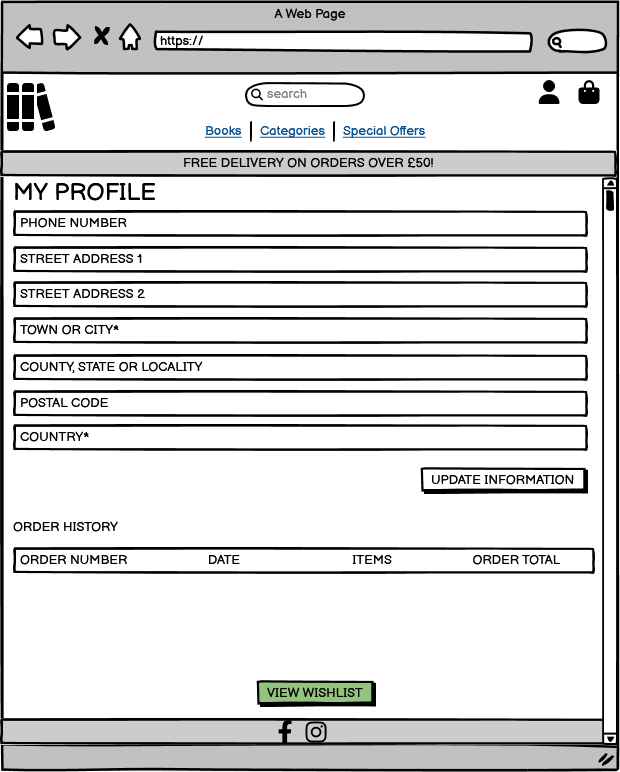 A Web Page
https://
search
Books Categories Special Offers
FREE DELIVERY ON ORDERS OVER £50!
MY PROFILE
PHONE NUMBER
STREET ADDRESS 1
STREET ADDRESS 2
TOWN OR CITY*
COUNTY, STATE OR LOCALITY
POSTAL CODE
COUNTRY*
UPDATE INFORMATION
ORDER HISTORY
ORDER NUMBER DATE ITEMS ORDER TOTAL
VIEW WISHLIST